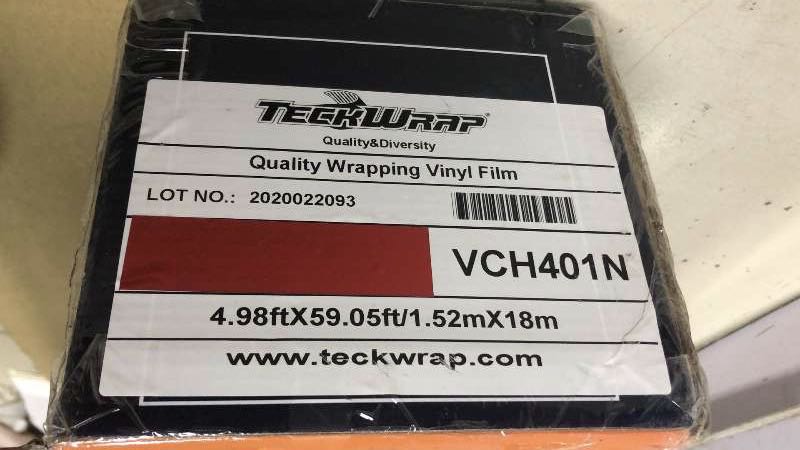 TECKWRAP
Quality&Diversity
Quality Wrapping Vinyl Film
LOT NO.: 2020022093
VCH401N
4.98ftX59.05ft/1.52mX18m
www.teckwrap.com